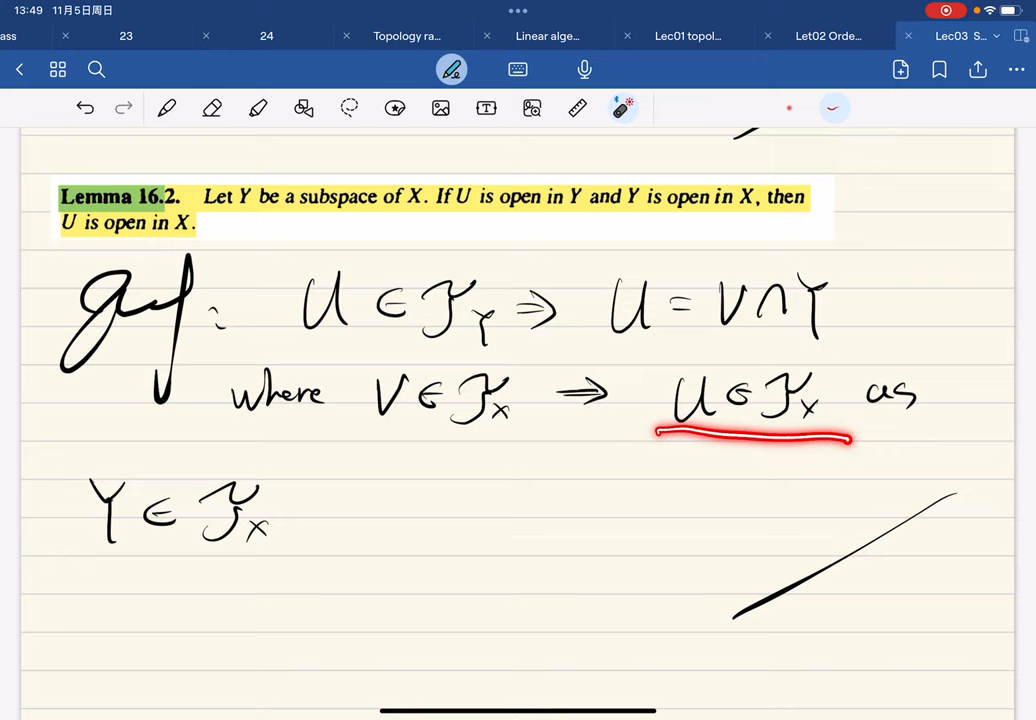 13:49 11月5日周日
ass 23 24 Topology ra... Linear alge... Lec01 topol... Let02 Orde... Lec03 S...
Lemma 16.2. Let Y be a subspace of X. If U is open in Y and Y is open in X, then
U is open in X.
U ∈ 𝒯_Y ⇒ U = V ∩ Y
where V ∈ 𝒯_X ⇒ U ∈ 𝒯_X as
Y ∈ 𝒯_X